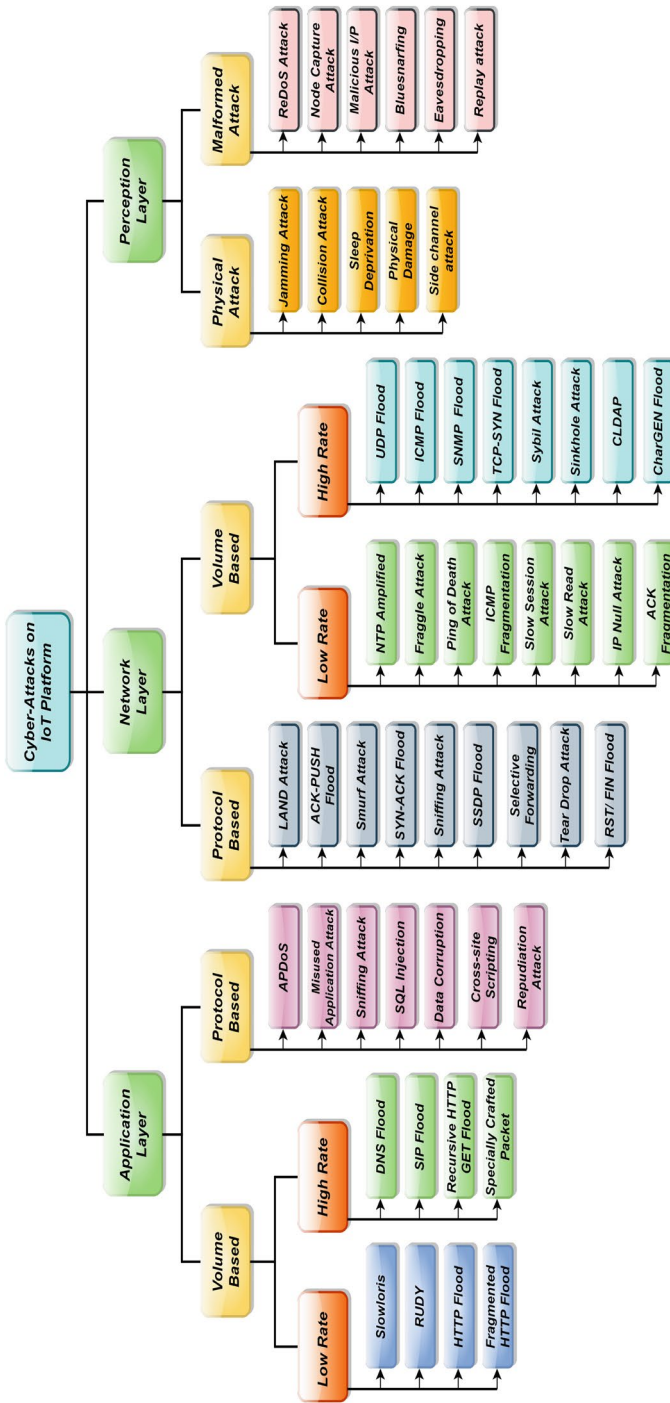 Cyber-Attacks on
IoT Platform
Application
Layer
Volume
Based
Low Rate
Slowloris
RUDY
HTTP Flood
Fragmented
HTTP Flood
High Rate
DNS Flood
SIP Flood
Recursive HTTP
GET Flood
Specially Crafted
Packet
Protocol
Based
APDoS
Misused
Application Attack
Sniffing Attack
SQL Injection
Data Corruption
Cross-site
Scripting
Repudiation
Attack
Network
Layer
Protocol
Based
LAND Attack
ACK-PUSH
Flood
Smurf Attack
SYN-ACK Flood
Sniffing Attack
SSDP Flood
Selective
Forwarding
Tear Drop Attack
RST/ FIN Flood
Volume
Based
Low Rate
NTP Amplified
Fraggle Attack
Ping of Death
Attack
ICMP
Fragmentation
Slow Session
Attack
Slow Read
Attack
IP Null Attack
ACK
Fragmentation
High Rate
UDP Flood
ICMP Flood
SNMP Flood
TCP-SYN Flood
Sybil Attack
Sinkhole Attack
CLDAP
CharGEN Flood
Perception
Layer
Physical
Attack
Jamming Attack
Collision Attack
Sleep
Deprivation
Physical
Damage
Side channel
attack
Malformed
Attack
ReDoS Attack
Node Capture
Attack
Malicious I/P
Attack
Bluesnarfing
Eavesdropping
Replay attack